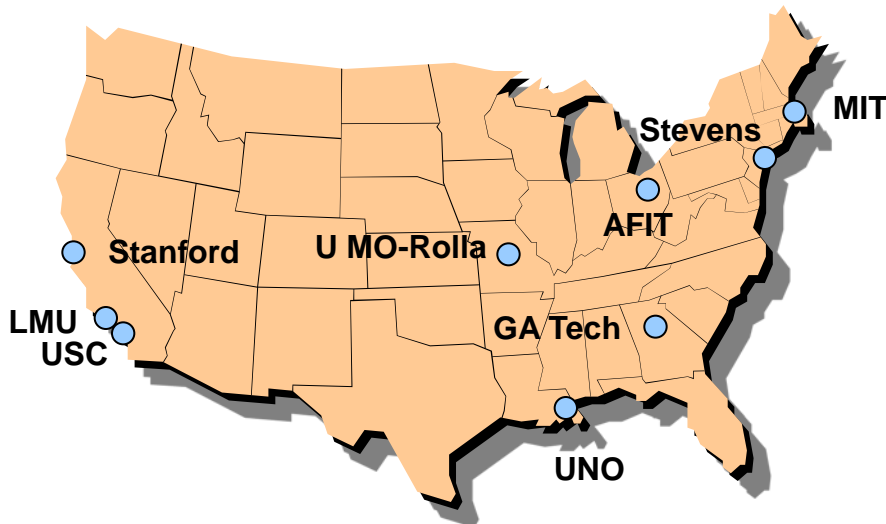 MIT
Stevens
AFIT
Stanford
U MO-Rolla
LMU
GA Tech
USC
UNO